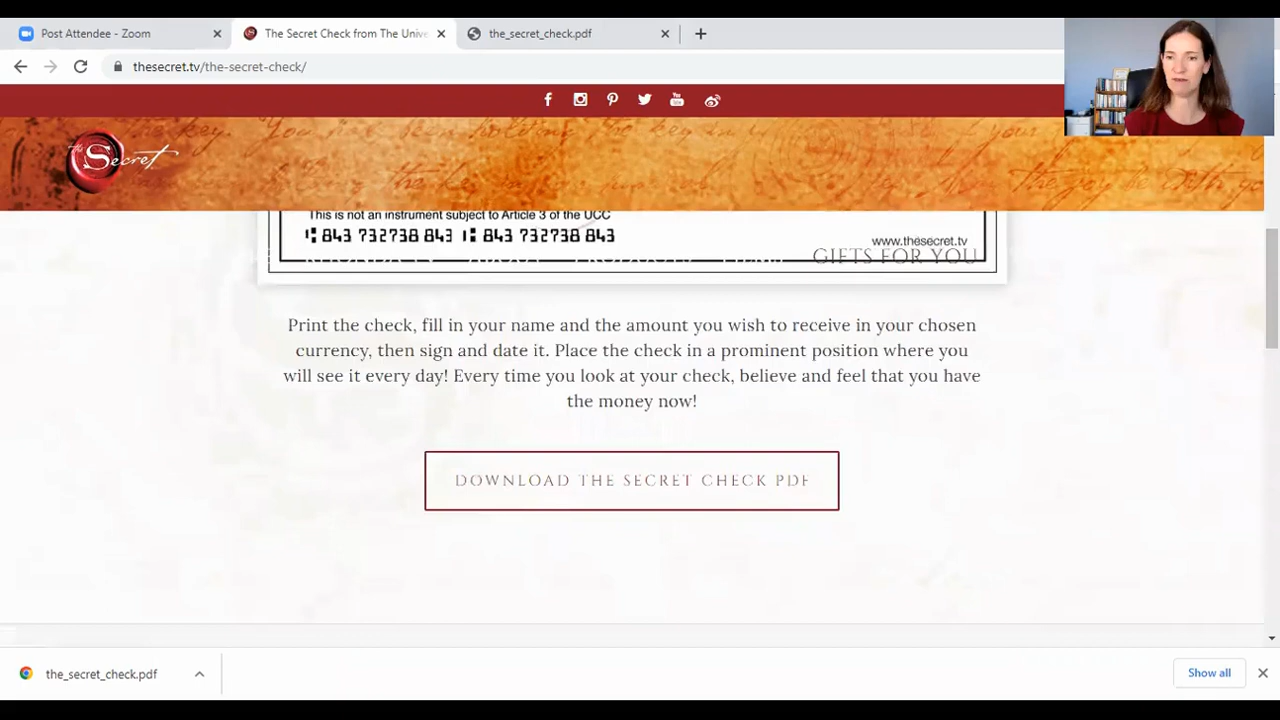 Post Attendee - Zoom
The Secret Check from The Unive
the_secret_check.pdf
thesecret.tv/the-secret-check/
the Secret
This is not an instrument subject to Article 3 of the UCC
843 732738 843 843 732738 843
www.thesecret.tv
GIFTS FOR YOU
Print the check, fill in your name and the amount you wish to receive in your chosen
currency, then sign and date it. Place the check in a prominent position where you
will see it every day! Every time you look at your check, believe and feel that you have
the money now!
DOWNLOAD THE SECRET CHECK PDF
the_secret_check.pdf
Show all